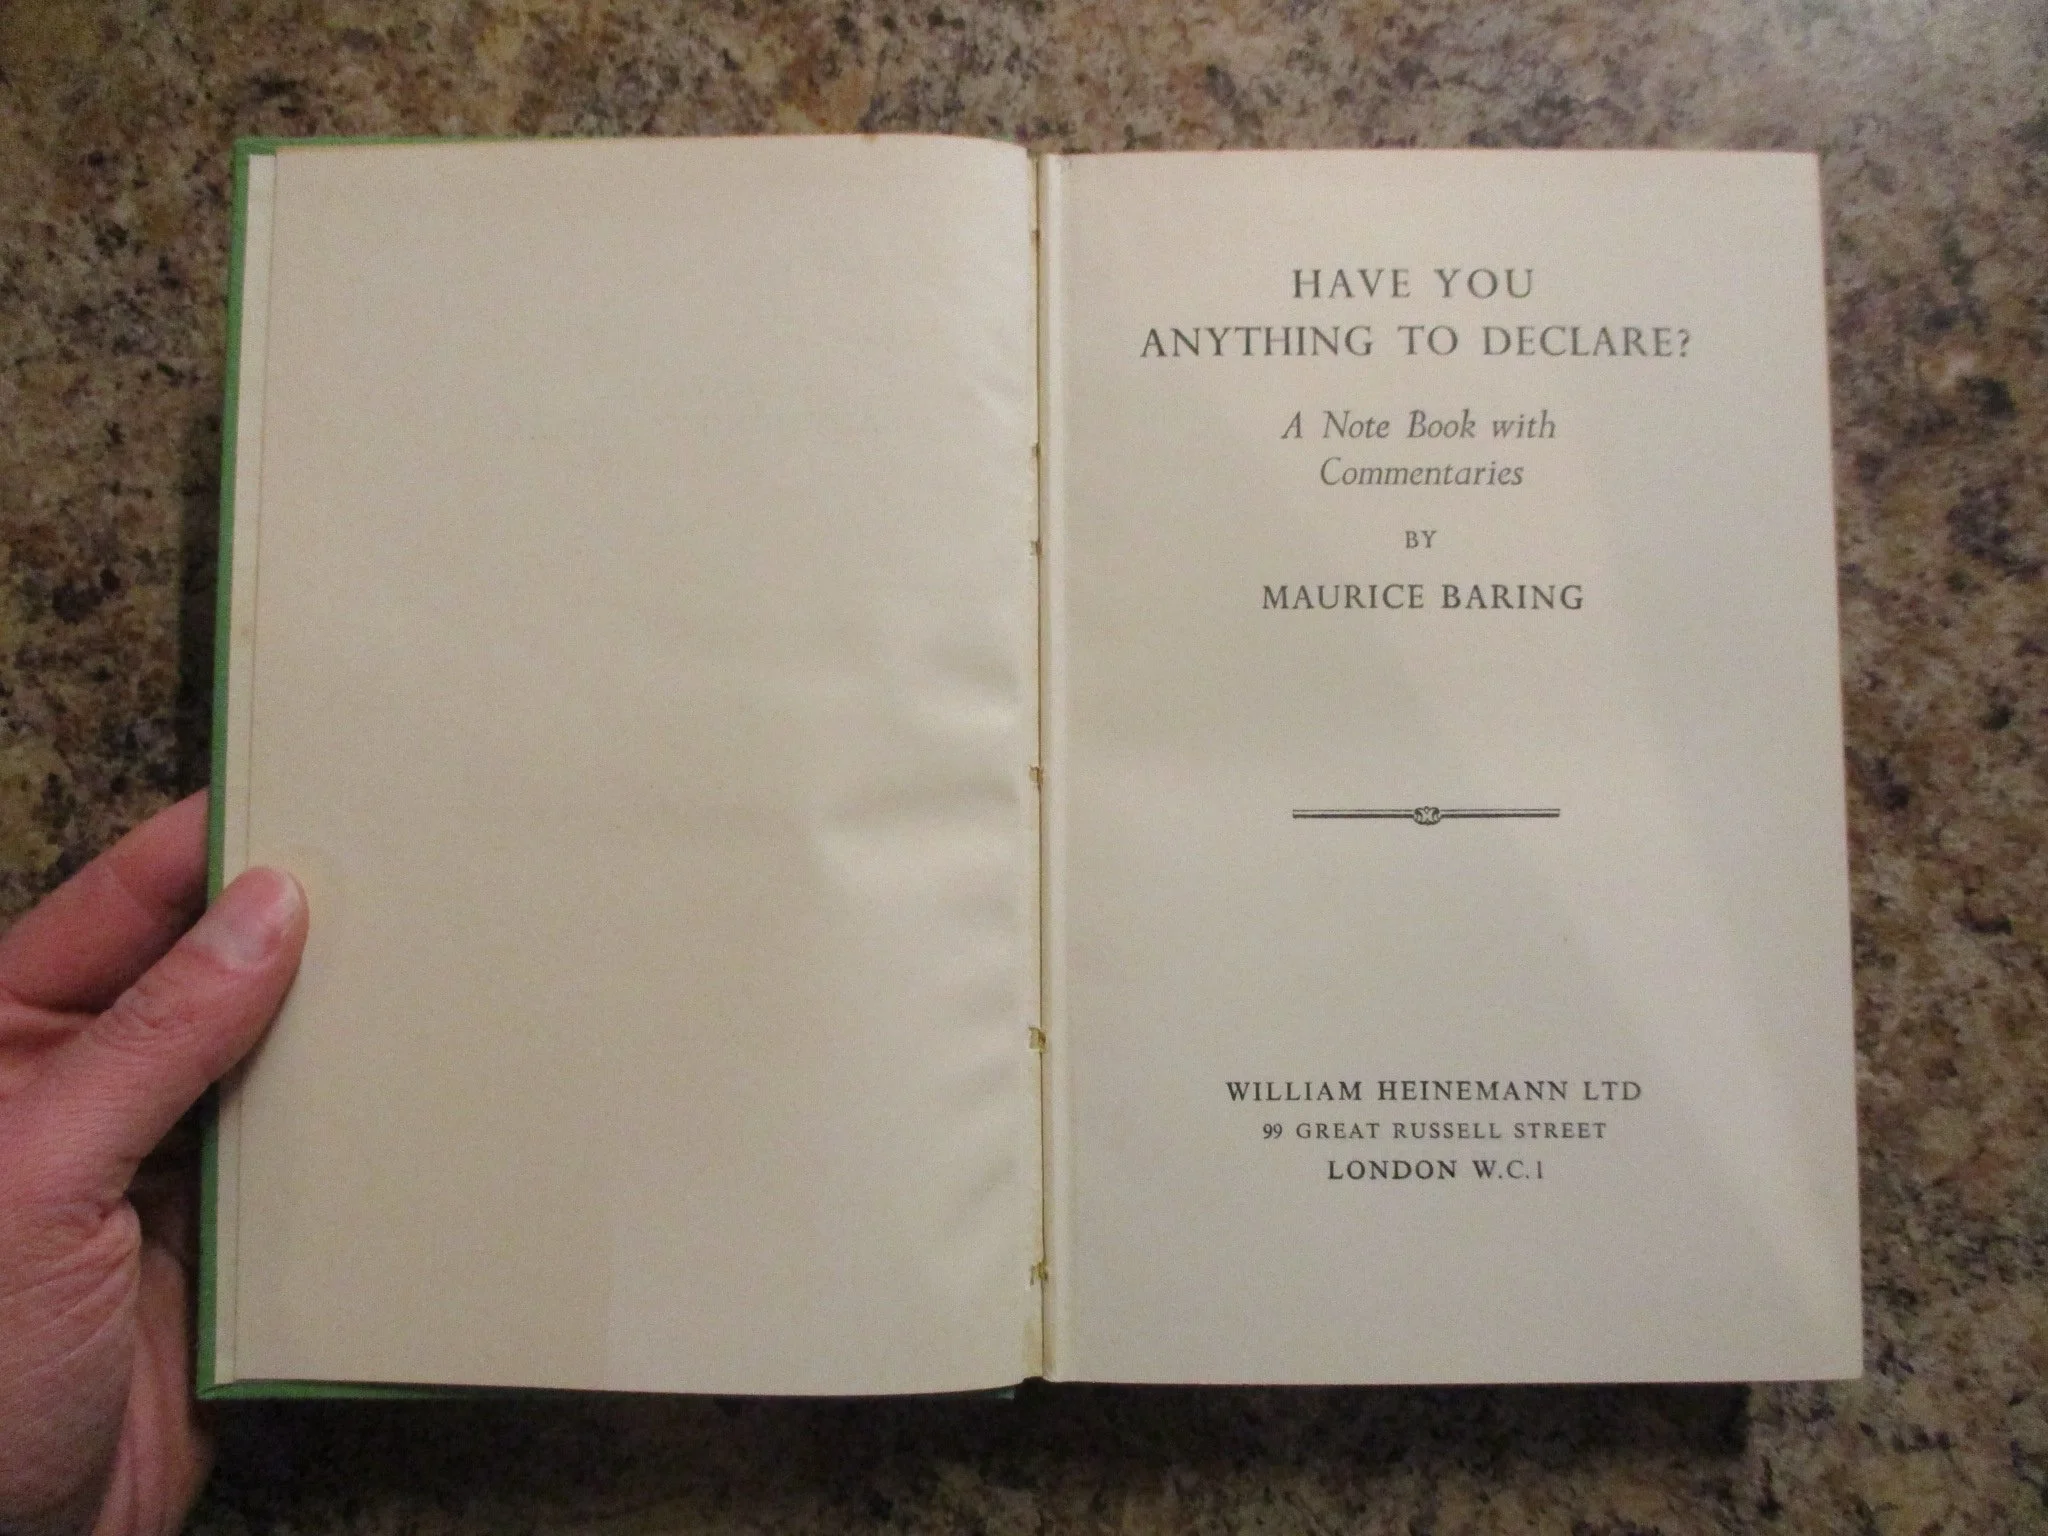 HAVE YOU
ANYTHING TO DECLARE?
A Note Book with
Commentaries
BY
MAURICE BARING
WILLIAM HEINEMANN LTD
99 GREAT RUSSELL STREET
LONDON W.C.1